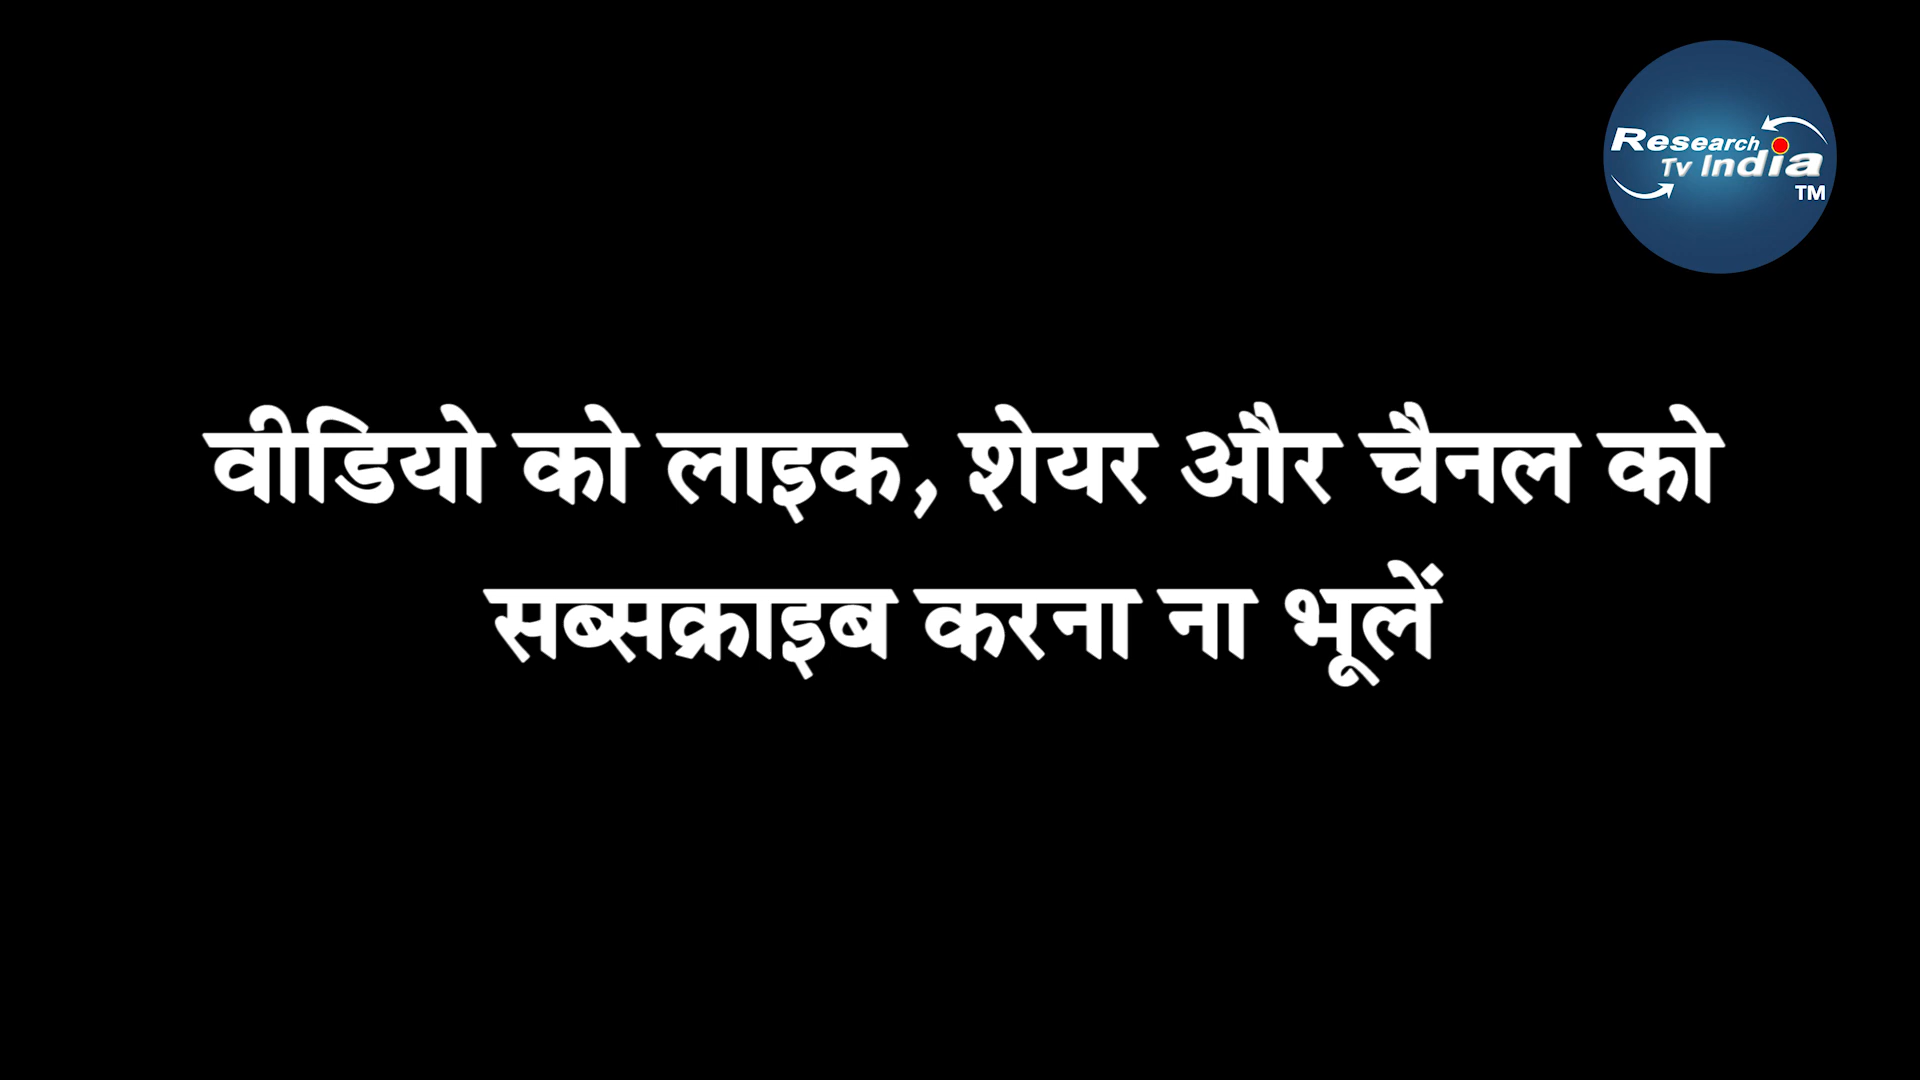 Research
Tv India
TM
वीडियो को लाइक, शेयर और चैनल को
सब्सक्राइब करना ना भूलें